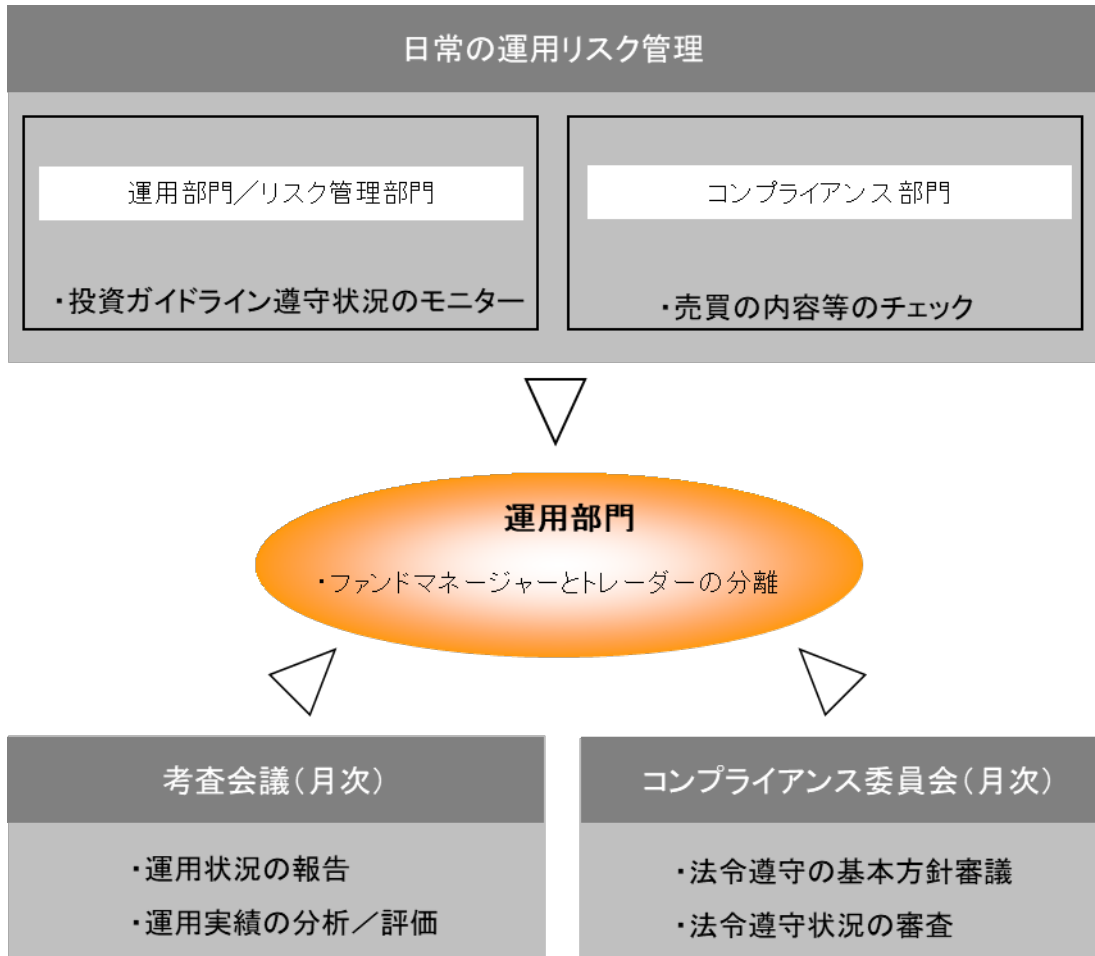 日常の運用リスク管理
運用部門／リスク管理部門
・投資ガイドライン遵守状況のモニター
コンプライアンス部門
・売買の内容等のチェック
運用部門
・ファンドマネージャーとトレーダーの分離
考査会議（月次）
・運用状況の報告
・運用実績の分析／評価
コンプライアンス委員会（月次）
・法令遵守の基本方針審議
・法令遵守状況の審査